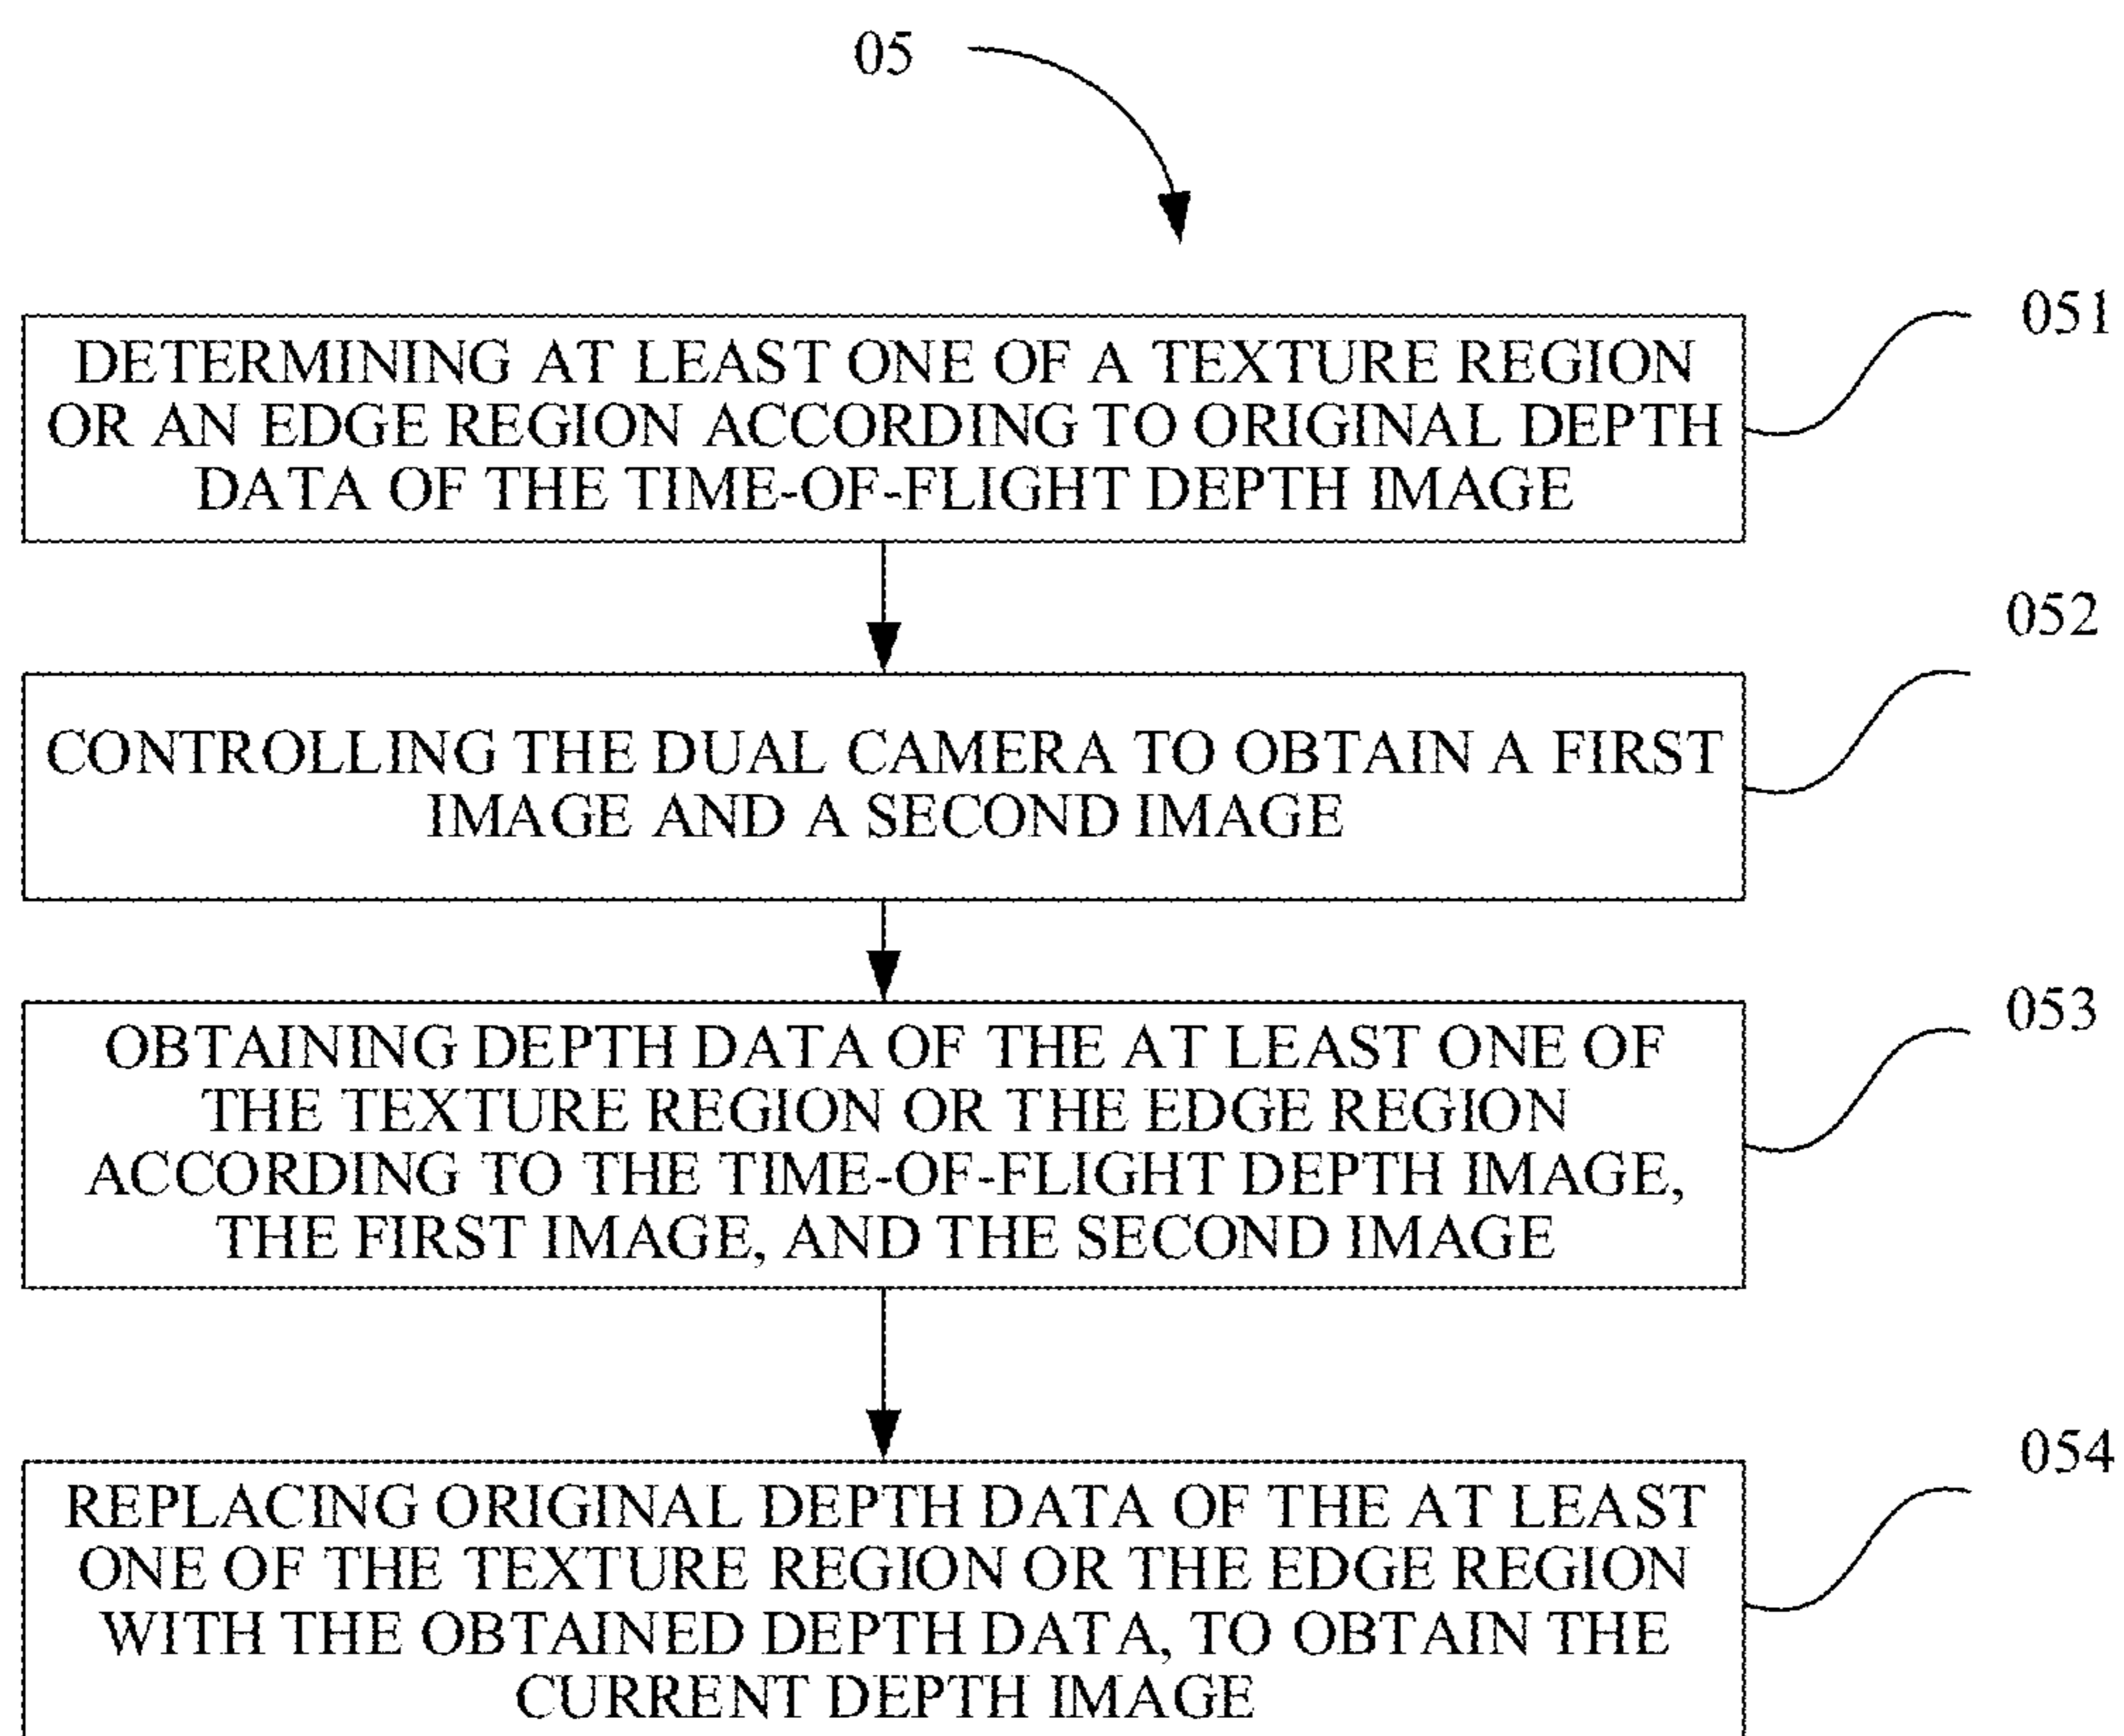 05
051
DETERMINING AT LEAST ONE OF A TEXTURE REGION
OR AN EDGE REGION ACCORDING TO ORIGINAL DEPTH
DATA OF THE TIME-OF-FLIGHT DEPTH IMAGE
052
CONTROLLING THE DUAL CAMERA TO OBTAIN A FIRST
IMAGE AND A SECOND IMAGE
053
OBTAINING DEPTH DATA OF THE AT LEAST ONE OF
THE TEXTURE REGION OR THE EDGE REGION
ACCORDING TO THE TIME-OF-FLIGHT DEPTH IMAGE,
THE FIRST IMAGE, AND THE SECOND IMAGE
054
REPLACING ORIGINAL DEPTH DATA OF THE AT LEAST
ONE OF THE TEXTURE REGION OR THE EDGE REGION
WITH THE OBTAINED DEPTH DATA, TO OBTAIN THE
CURRENT DEPTH IMAGE